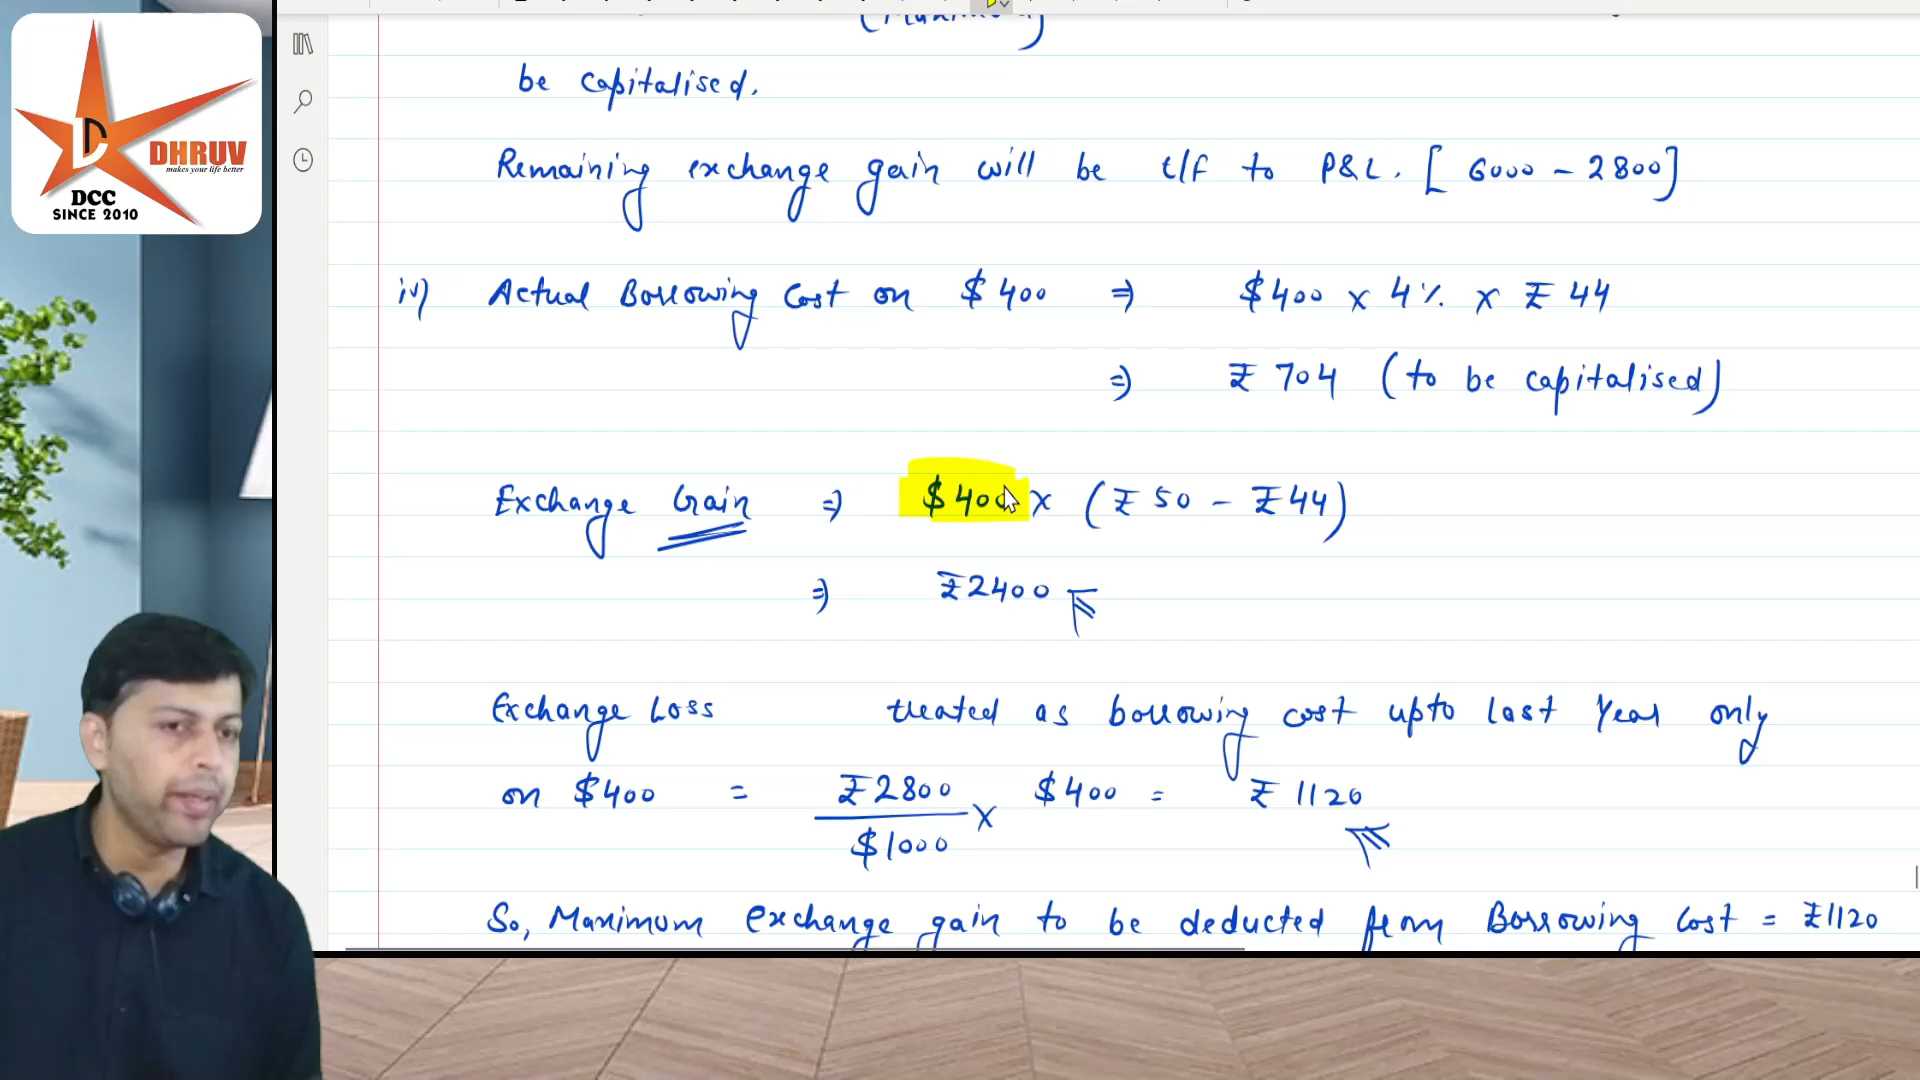 be capitalised.
Remaining exchange gain will be t/f to P&L. [6000 - 2800]
iv) Actual Borrowing Cost on $400 ⇒ $400 x 4% x ₹44
⇒ ₹704 (to be capitalised)
Exchange Gain ⇒ $400 x (₹50 - ₹44)
⇒ ₹2400
Exchange Loss treated as borrowing cost upto last year only
on $400 = ₹2800 / $1000 x $400 = ₹1120
So, Maximum exchange gain to be deducted from Borrowing Cost = ₹1120
DC
DHRUV
makes your life better
DCC
SINCE 2010